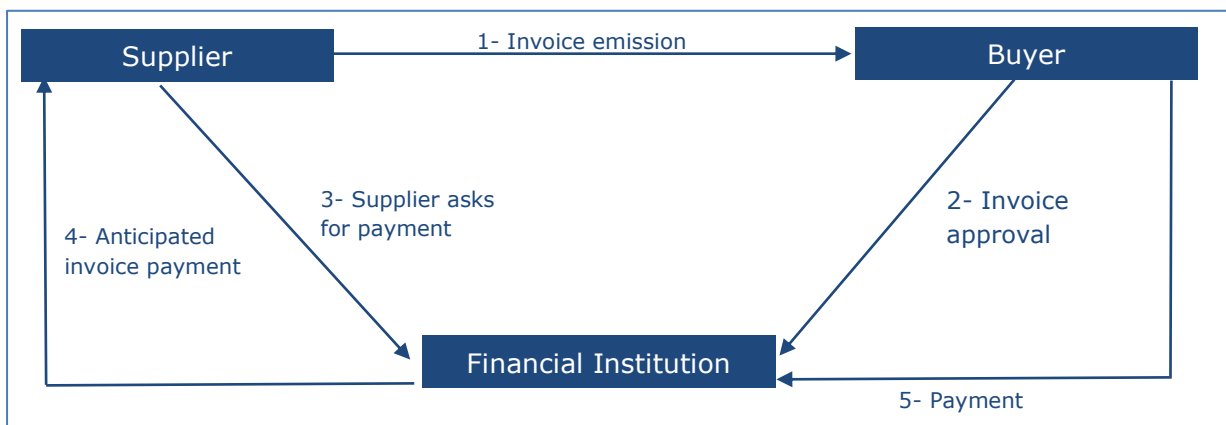 1- Invoice emission
Supplier
Buyer
3- Supplier asks
for payment
2- Invoice
approval
4- Anticipated
invoice payment
Financial Institution
5- Payment